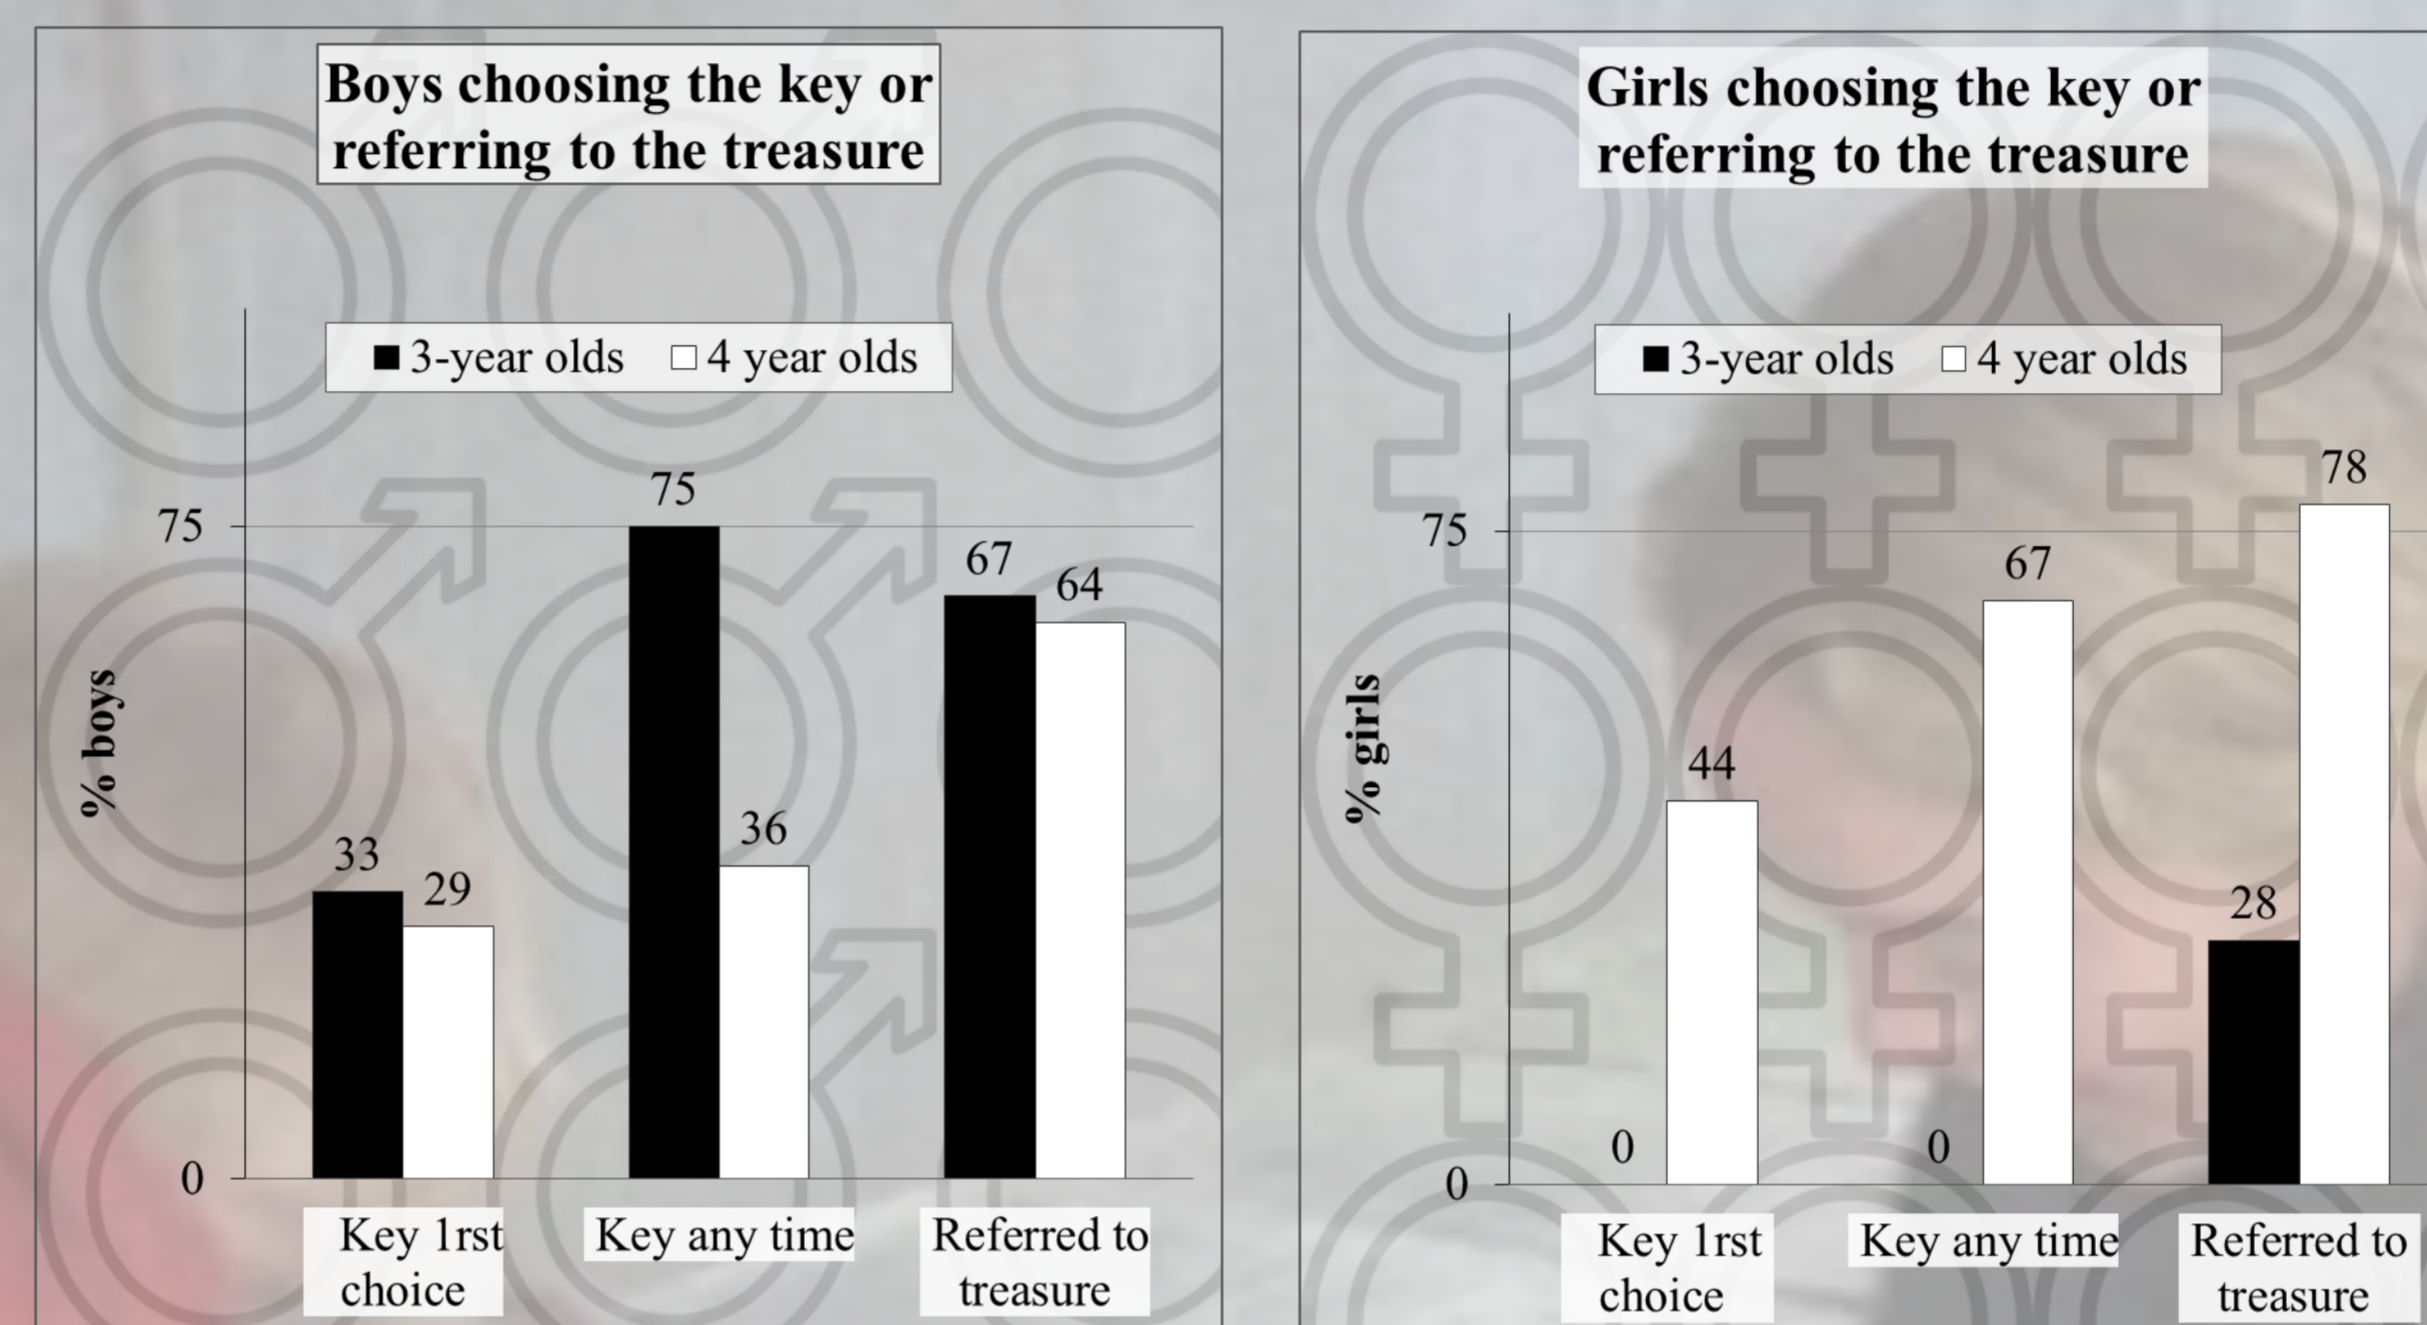 Boys choosing the key or
referring to the treasure
3-year olds 4 year olds
75
75
67
64
% boys
36
33
29
0
Key 1rst Key any time Referred to
choice treasure
Girls choosing the key or
referring to the treasure
3-year olds 4 year olds
78
75
67
% girls
44
28
0 0
0
Key 1rst Key any time Referred to
choice treasure